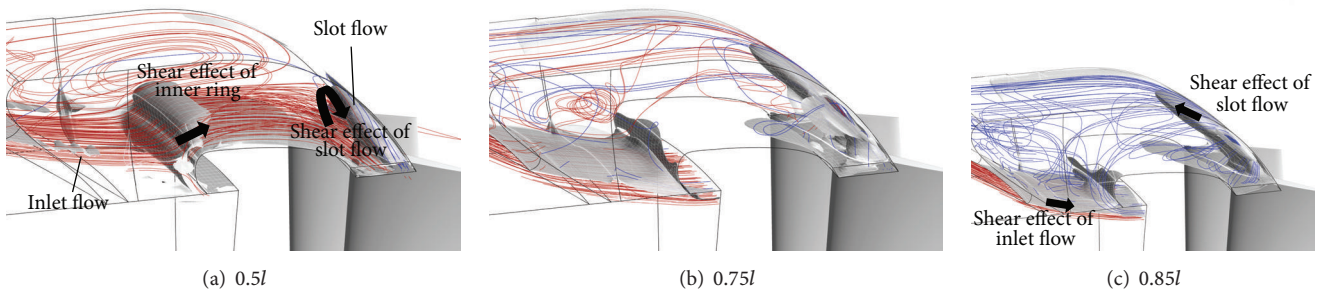 Slot flow
Shear effect of
inner ring
Shear effect of
slot flow
Inlet flow
(a) 0.5l
(b) 0.75l
Shear effect of
slot flow
Shear effect of
inlet flow
(c) 0.85l